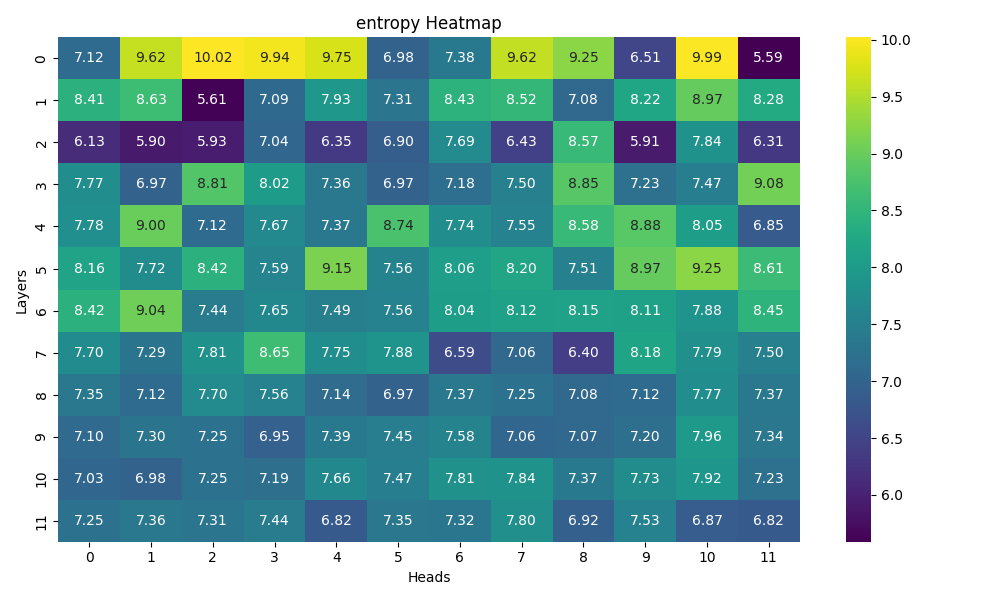 entropy Heatmap
0 7.12 9.62 10.02 9.94 9.75 6.98 7.38 9.62 9.25 6.51 9.99 5.59
1 8.41 8.63 5.61 7.09 7.93 7.31 8.43 8.52 7.08 8.22 8.97 8.28
2 6.13 5.90 5.93 7.04 6.35 6.90 7.69 6.43 8.57 5.91 7.84 6.31
3 7.77 6.97 8.81 8.02 7.36 6.97 7.18 7.50 8.85 7.23 7.47 9.08
4 7.78 9.00 7.12 7.67 7.37 8.74 7.74 7.55 8.58 8.88 8.05 6.85
5 8.16 7.72 8.42 7.59 9.15 7.56 8.06 8.20 7.51 8.97 9.25 8.61
6 8.42 9.04 7.44 7.65 7.49 7.56 8.04 8.12 8.15 8.11 7.88 8.45
7 7.70 7.29 7.81 8.65 7.75 7.88 6.59 7.06 6.40 8.18 7.79 7.50
8 7.35 7.12 7.70 7.56 7.14 6.97 7.37 7.25 7.08 7.12 7.77 7.37
9 7.10 7.30 7.25 6.95 7.39 7.45 7.58 7.06 7.07 7.20 7.96 7.34
10 7.03 6.98 7.25 7.19 7.66 7.47 7.81 7.84 7.37 7.73 7.92 7.23
11 7.25 7.36 7.31 7.44 6.82 7.35 7.32 7.80 6.92 7.53 6.87 6.82
0 1 2 3 4 5 6 7 8 9 10 11
Heads
Layers
10.0
9.5
9.0
8.5
8.0
7.5
7.0
6.5
6.0